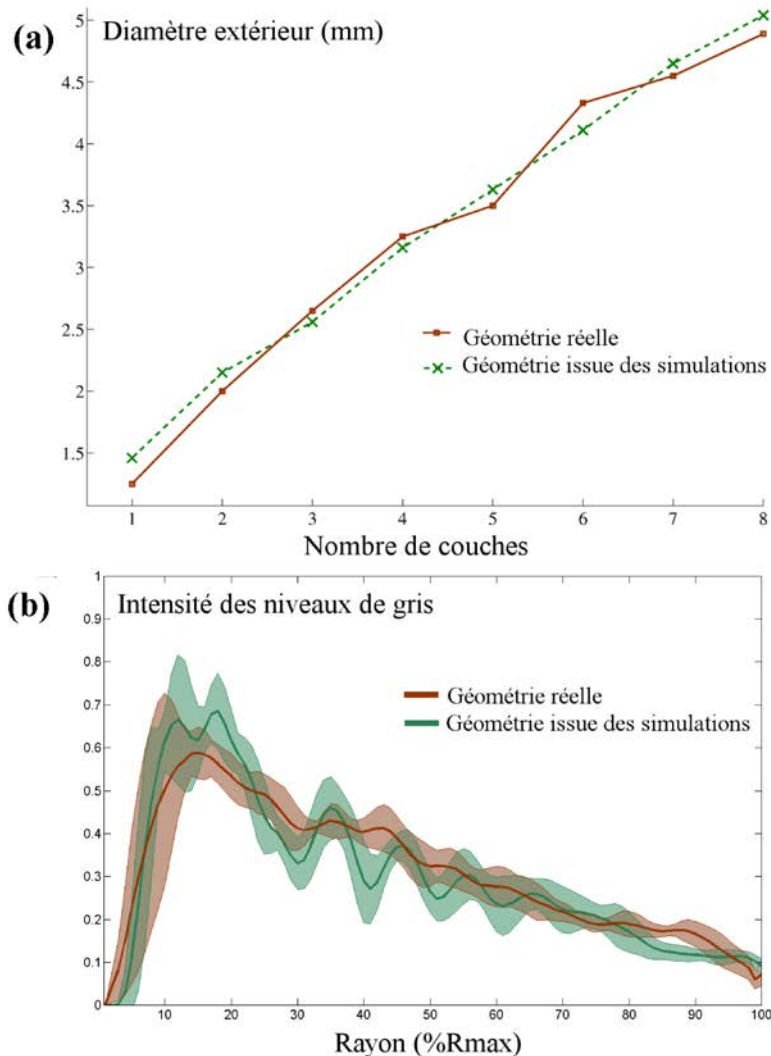 (a)
Diamètre extérieur (mm)
5
4.5
4
3.5
3
2.5
2
1.5
Géométrie réelle
Géométrie issue des simulations
1 2 3 4 5 6 7 8
Nombre de couches
(b)
Intensité des niveaux de gris
1
0.9
0.8
0.7
0.6
0.5
0.4
0.3
0.2
0.1
0
Géométrie réelle
Géométrie issue des simulations
10 20 30 40 50 60 70 80 90 100
Rayon (%Rmax)